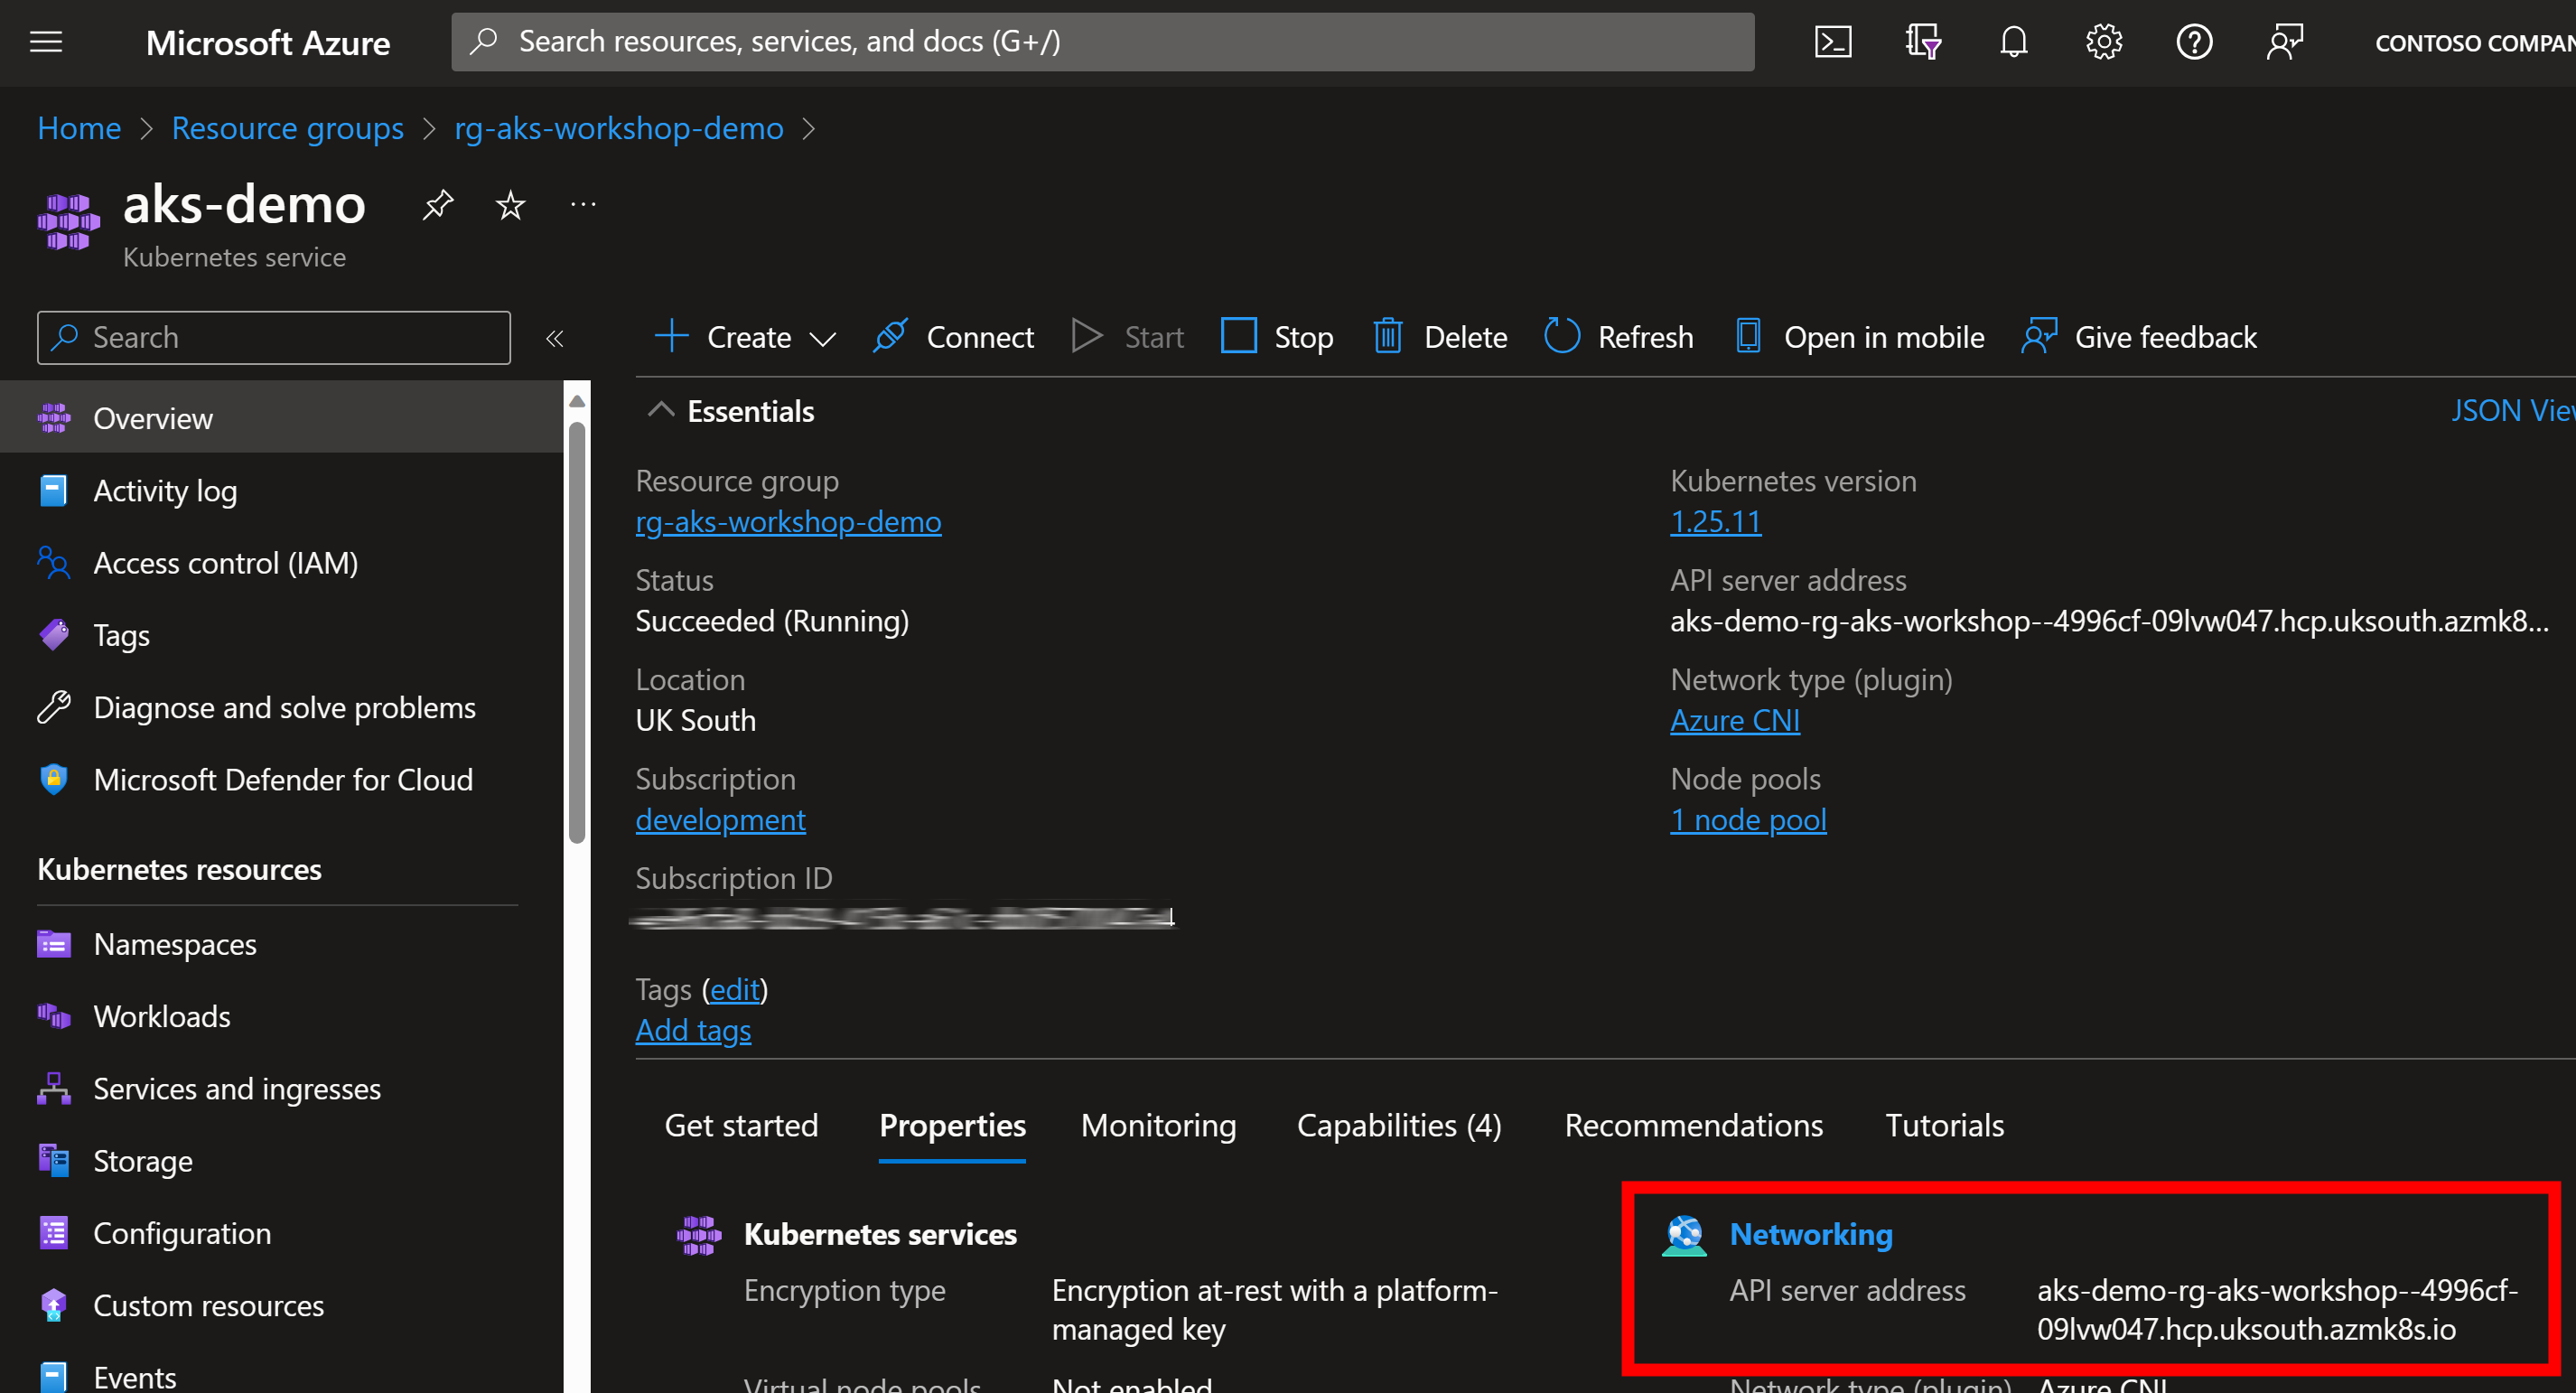 Microsoft Azure
Search resources, services, and docs (G+/)
CONTOSO COMPAN
Home > Resource groups > rg-aks-workshop-demo >
aks-demo
Kubernetes service
Search
Overview
Activity log
Access control (IAM)
Tags
Diagnose and solve problems
Microsoft Defender for Cloud
Kubernetes resources
Namespaces
Workloads
Services and ingresses
Storage
Configuration
Custom resources
Events
Create Connect Start Stop Delete Refresh Open in mobile Give feedback
Essentials
JSON View
Resource group
rg-aks-workshop-demo
Status
Succeeded (Running)
Location
UK South
Subscription
development
Subscription ID
Tags (edit)
Add tags
Kubernetes version
1.25.11
API server address
aks-demo-rg-aks-workshop--4996cf-09lvw047.hcp.uksouth.azmk8...
Network type (plugin)
Azure CNI
Node pools
1 node pool
Get started Properties Monitoring Capabilities (4) Recommendations Tutorials
Kubernetes services
Encryption type Encryption at-rest with a platform-
managed key
Virtual node pools Not enabled
Networking
API server address aks-demo-rg-aks-workshop--4996cf-
09lvw047.hcp.uksouth.azmk8s.io
Network type (plugin) Azure CNI